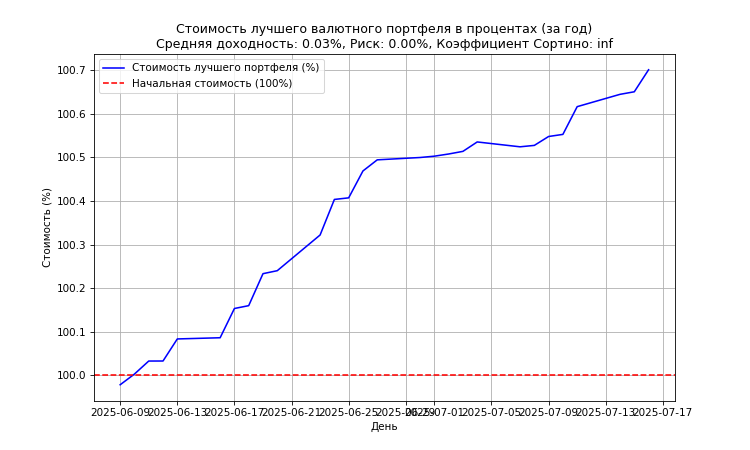 Стоимость лучшего валютного портфеля в процентах (за год)
Средняя доходность: 0.03%, Риск: 0.00%, Коэффициент Сортино: inf
Стоимость лучшего портфеля (%)
Начальная стоимость (100%)
100.7
100.6
100.5
100.4
100.3
100.2
100.1
100.0
Стоимость (%)
2025-06-09 2025-06-13 2025-06-17 2025-06-21 2025-06-25 2025-06-29 2025-07-01 2025-07-05 2025-07-09 2025-07-13 2025-07-17
День